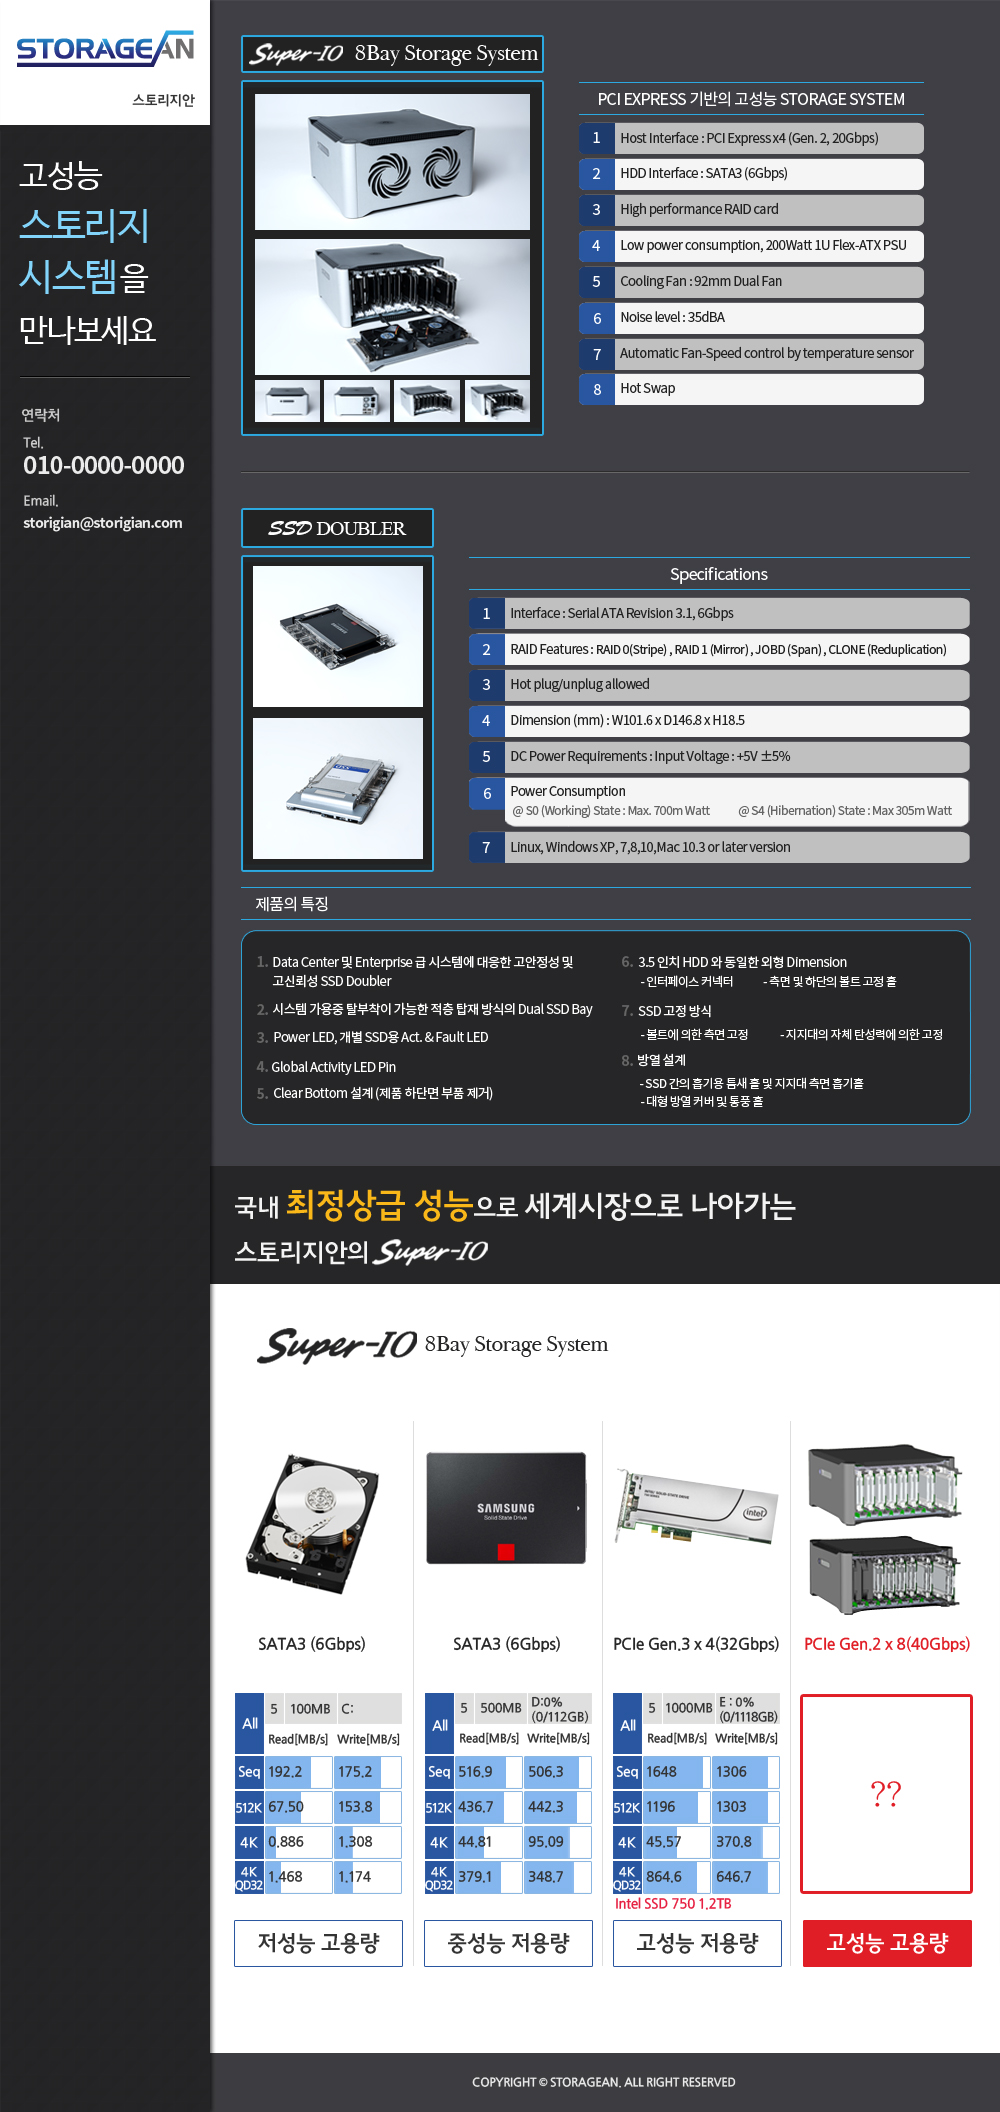 STORAGEAN
스토리지안
고성능
스토리지
시스템을
만나보세요
연락처
Tel.
010-0000-0000
Email.
storigian@storigian.com
Super-IO 8Bay Storage System
PCI EXPRESS 기반의 고성능 STORAGE SYSTEM
1 Host Interface : PCI Express x4 (Gen. 2, 20Gbps)
2 HDD Interface : SATA3 (6Gbps)
3 High performance RAID card
4 Low power consumption, 200Watt 1U Flex-ATX PSU
5 Cooling Fan : 92mm Dual Fan
6 Noise level : 35dBA
7 Automatic Fan-Speed control by temperature sensor
8 Hot Swap
SSD DOUBLER
Specifications
1 Interface : Serial ATA Revision 3.1, 6Gbps
2 RAID Features : RAID 0(Stripe) , RAID 1 (Mirror) , JOBD (Span) , CLONE (Reduplication)
3 Hot plug/unplug allowed
4 Dimension (mm) : W101.6 x D146.8 x H18.5
5 DC Power Requirements : Input Voltage : +5V ±5%
6 Power Consumption
@ S0 (Working) State : Max. 700m Watt @ S4 (Hibernation) State : Max 305m Watt
7 Linux, Windows XP, 7,8,10,Mac 10.3 or later version
제품의 특징
1. Data Center 및 Enterprise 급 시스템에 대응한 고안정성 및
고신뢰성 SSD Doubler
2. 시스템 가용중 탈부착이 가능한 적층 탑재 방식의 Dual SSD Bay
3. Power LED, 개별 SSD용 Act. & Fault LED
4. Global Activity LED Pin
5. Clear Bottom 설계 (제품 하단면 부품 제거)
6. 3.5 인치 HDD 와 동일한 외형 Dimension
- 인터페이스 커넥터 - 측면 및 하단의 볼트 고정 홀
7. SSD 고정 방식
- 볼트에 의한 측면 고정 - 지지대의 자체 탄성력에 의한 고정
8. 방열 설계
- SSD 간의 흡기용 틈새 홀 및 지지대 측면 흡기홀
- 대형 방열 커버 및 통풍 홀
국내 최정상급 성능으로 세계시장으로 나아가는
스토리지안의 Super-IO
Super-IO 8Bay Storage System
SAMSUNG
Solid State Drive
intel
SATA3 (6Gbps)
SATA3 (6Gbps)
PCIe Gen.3 x 4(32Gbps)
PCIe Gen.2 x 8(40Gbps)
All 5 100MB C:
Read[MB/s] Write[MB/s]
Seq 192.2 175.2
512K 67.50 153.8
4K 0.886 1.308
4K QD32 1.468 1.174
All 5 500MB D:0% (0/112GB)
Read[MB/s] Write[MB/s]
Seq 516.9 506.3
512K 436.7 442.3
4K 44.81 95.09
4K QD32 379.1 348.7
All 5 1000MB E : 0% (0/1118GB)
Read[MB/s] Write[MB/s]
Seq 1648 1306
512K 1196 1303
4K 45.57 370.8
4K QD32 864.6 646.7
Intel SSD 750 1.2TB
??
저성능 고용량
중성능 저용량
고성능 저용량
고성능 고용량
COPYRIGHT © STORAGEAN. ALL RIGHT RESERVED